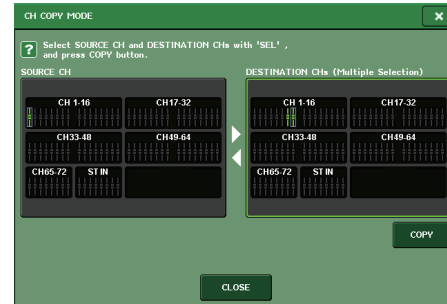 CH COPY MODE
Select SOURCE CH and DESTINATION CHs with 'SEL' ,
and press COPY button.
SOURCE CH
DESTINATION CHs (Multiple Selection)
CH 1-16
CH17-32
CH33-48
CH49-64
CH65-72
ST IN
CH 1-16
CH17-32
CH33-48
CH49-64
CH65-72
ST IN
COPY
CLOSE